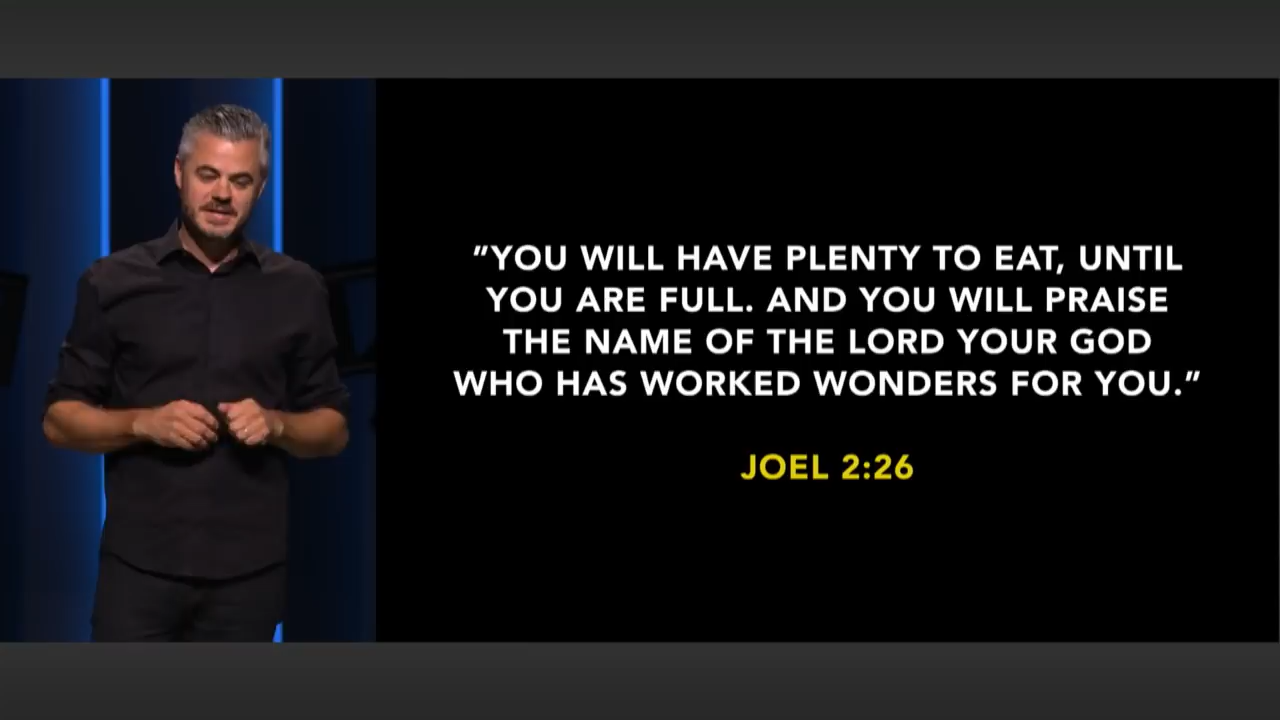 ”YOU WILL HAVE PLENTY TO EAT, UNTIL
YOU ARE FULL. AND YOU WILL PRAISE
THE NAME OF THE LORD YOUR GOD
WHO HAS WORKED WONDERS FOR YOU.”
JOEL 2:26